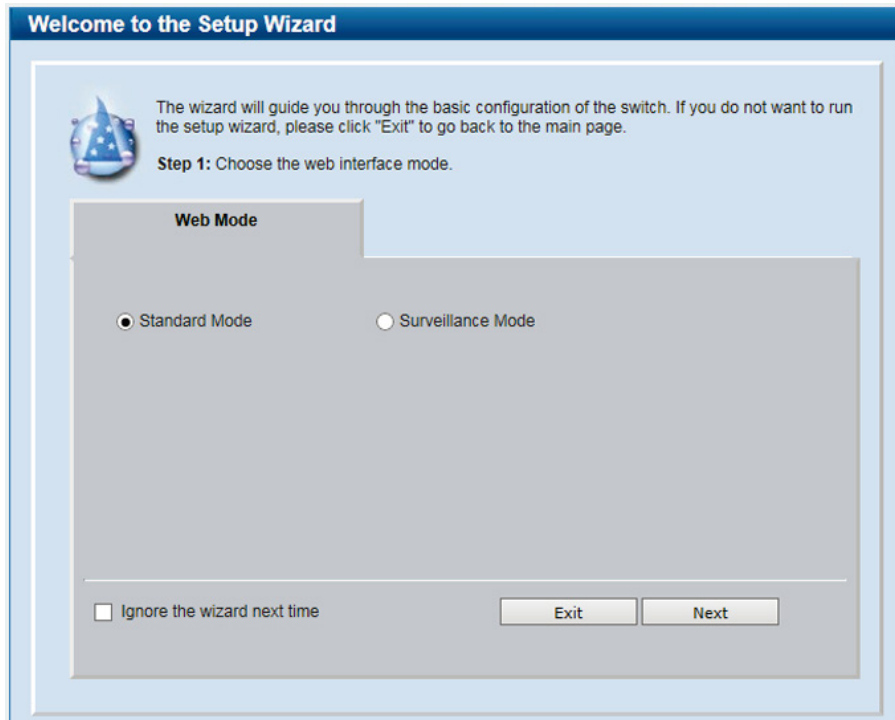 Welcome to the Setup Wizard
The wizard will guide you through the basic configuration of the switch. If you do not want to run
the setup wizard, please click "Exit" to go back to the main page.
Step 1: Choose the web interface mode.
Web Mode
Standard Mode
Surveillance Mode
Ignore the wizard next time
Exit
Next